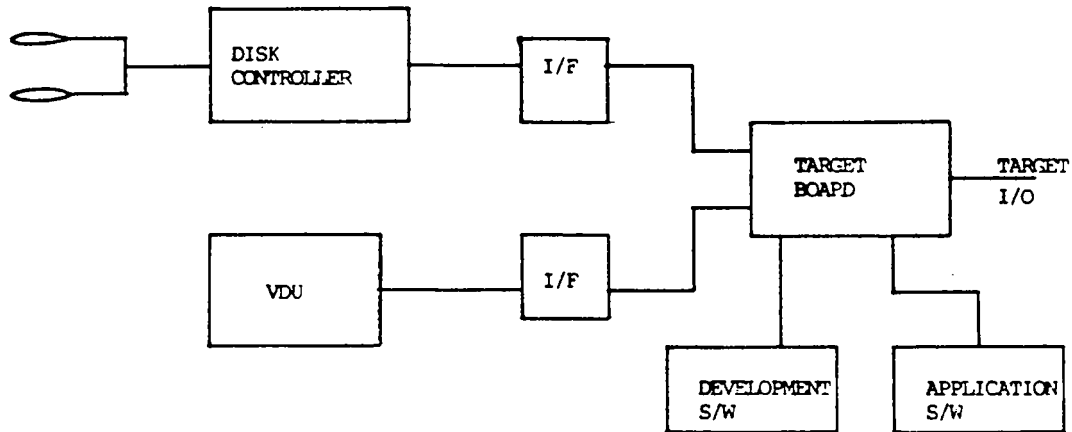 DISK
CONTROLLER
I/F
TARGET
BOAPD
TARGET
I/O
VDU
I/F
DEVELOPMENT
S/W
APPLICATION
S/W